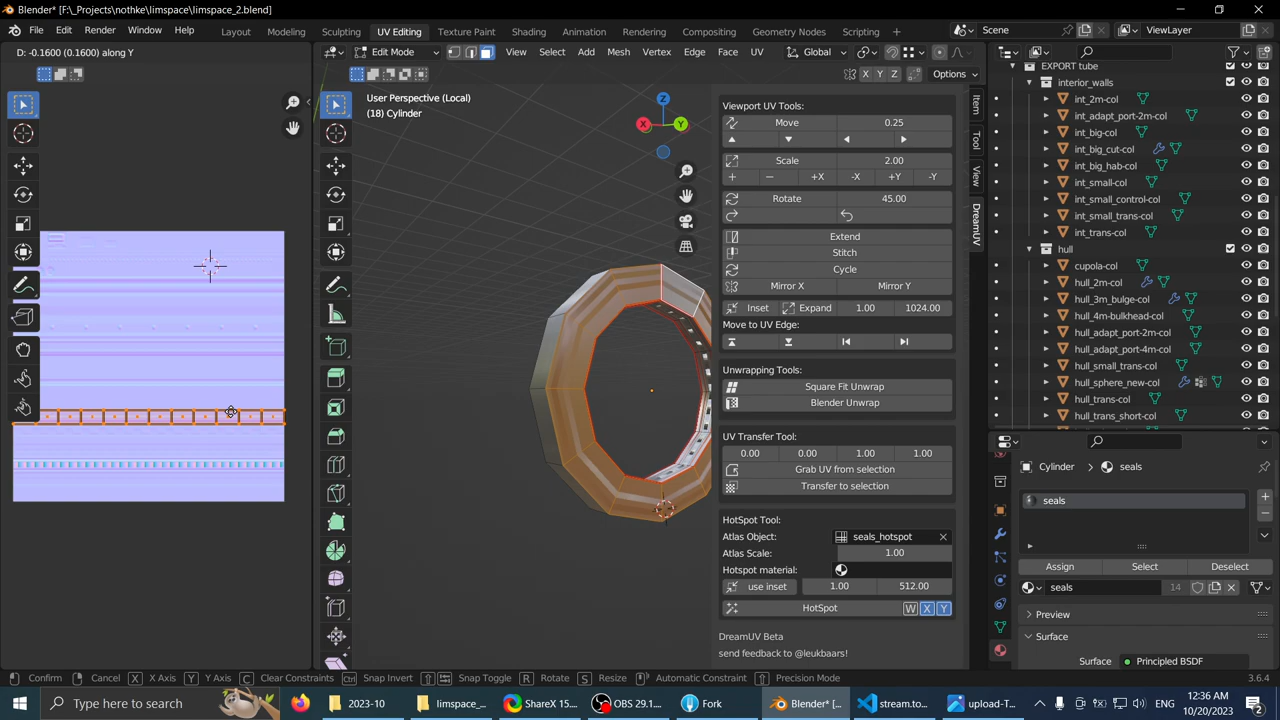 Blender* [F:\_Projects\nothke\limspace\limspace_2.blend]
File Edit Render Window Help Layout Modeling Sculpting UV Editing Texture Paint Shading Animation Rendering Compositing Geometry Nodes Scripting Scene ViewLayer
D: -0.1600 (0.1600) along Y
Edit Mode View Select Add Mesh Vertex Edge Face UV Global
X Y Z Options
User Perspective (Local)
(18) Cylinder
Z
X Y
Viewport UV Tools:
Move 0.25
Scale 2.00
+ − +X -X +Y -Y
Rotate 45.00
Extend
Stitch
Cycle
Mirror X Mirror Y
Inset Expand 1.00 1024.00
Move to UV Edge:
Unwrapping Tools:
Square Fit Unwrap
Blender Unwrap
UV Transfer Tool:
0.00 0.00 1.00 1.00
Grab UV from selection
Transfer to selection
HotSpot Tool:
Atlas Object: seals_hotspot
Atlas Scale: 1.00
Hotspot material:
use inset 1.00 512.00
HotSpot W X Y
DreamUV Beta
send feedback to @leukbaars!
Item
Tool
View
DreamUV
EXPORT tube
interior_walls
int_2m-col
int_adapt_port-2m-col
int_big-col
int_big_cut-col
int_big_hab-col
int_small-col
int_small_control-col
int_small_trans-col
int_trans-col
hull
cupola-col
hull_2m-col
hull_3m_bulge-col
hull_4m-bulkhead-col
hull_adapt_port-2m-col
hull_adapt_port-4m-col
hull_small_trans-col
hull_sphere_new-col
hull_trans-col
hull_trans_short-col
Cylinder seals
seals
Assign Select Deselect
seals 14
Preview
Surface
Surface Principled BSDF
Confirm Cancel X X Axis Y Y Axis Z Z Axis C Clear Constraints Ctrl Snap Invert Snap Toggle R Rotate S Resize Automatic Constraint Precision Mode 3.6.4
Type here to search 2023-10 limspace_... ShareX 15.... OBS 29.1.... Fork Blender* [... stream.to... upload-T... ENG 12:36 AM
10/20/2023 2